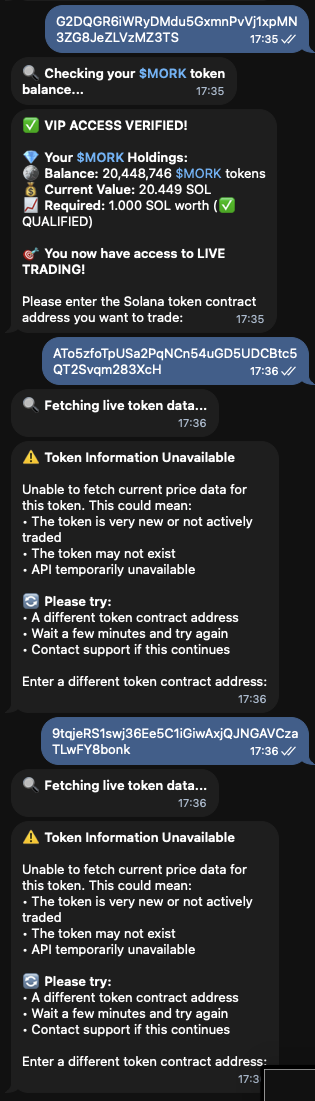 G2DQGR6iWRyDMdu5GxmnPvVj1xpMN
3ZG8JeZLVzMZ3TS 17:35
🔍 Checking your $MORK token
balance... 17:35
✅ VIP ACCESS VERIFIED!
💎 Your $MORK Holdings:
🪙 Balance: 20,448,746 $MORK tokens
💰 Current Value: 20.449 SOL
📈 Required: 1.000 SOL worth (✅
QUALIFIED)
🎯 You now have access to LIVE
TRADING!
Please enter the Solana token contract
address you want to trade: 17:35
ATo5zfoTpUSa2PqNCn54uGD5UDCBtc5
QT2Svqm283XcH 17:36
🔍 Fetching live token data...
17:36
⚠️ Token Information Unavailable
Unable to fetch current price data for
this token. This could mean:
• The token is very new or not actively
traded
• The token may not exist
• API temporarily unavailable
🔄 Please try:
• A different token contract address
• Wait a few minutes and try again
• Contact support if this continues
Enter a different token contract address:
17:36
9tqjeRS1swj36Ee5C1iGiwAxjQJNGAVCza
TLwFY8bonk 17:36
🔍 Fetching live token data...
17:36
⚠️ Token Information Unavailable
Unable to fetch current price data for
this token. This could mean:
• The token is very new or not actively
traded
• The token may not exist
• API temporarily unavailable
🔄 Please try:
• A different token contract address
• Wait a few minutes and try again
• Contact support if this continues
Enter a different token contract address: